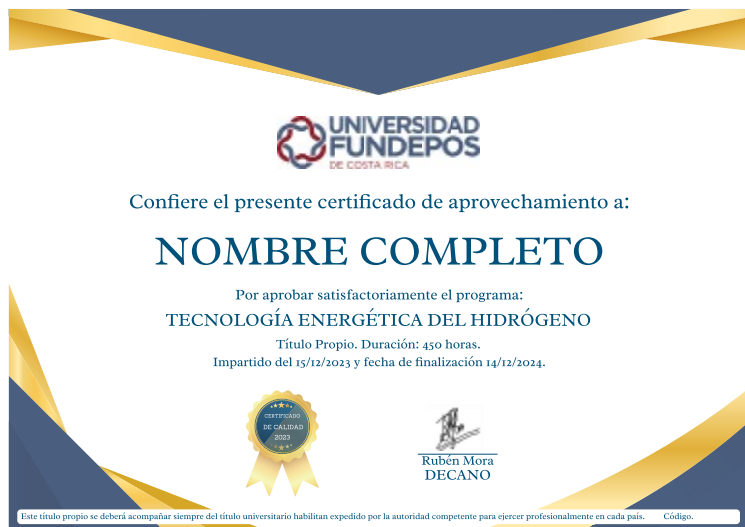 UNIVERSIDAD
FUNDEPOS
DE COSTA RICA
Confiere el presente certificado de aprovechamiento a:
NOMBRE COMPLETO
Por aprobar satisfactoriamente el programa:
TECNOLOGÍA ENERGÉTICA DEL HIDRÓGENO
Título Propio. Duración: 450 horas.
Impartido del 15/12/2023 y fecha de finalización 14/12/2024.
CERTIFICADO
DE CALIDAD
2023
Rubén Mora
DECANO
Este título propio se deberá acompañar siempre del título universitario habilitan expedido por la autoridad competente para ejercer profesionalmente en cada país. Código.